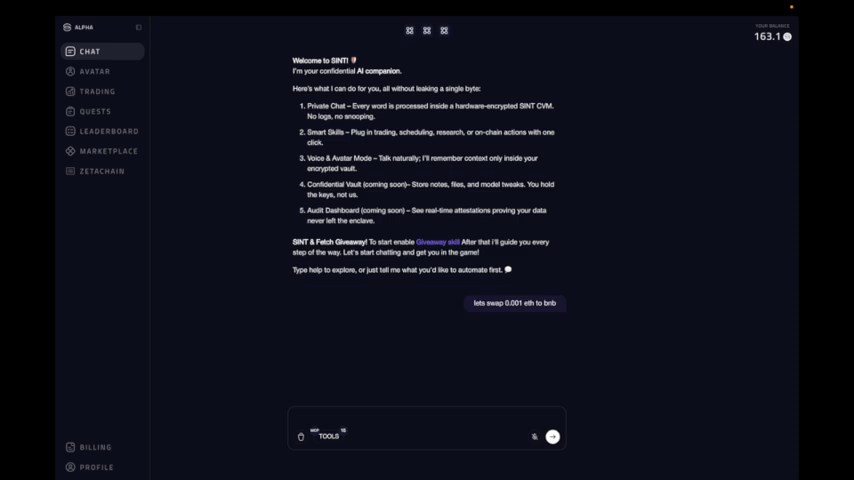 ALPHA
YOUR BALANCE
163.1
CHAT
AVATAR
TRADING
QUESTS
LEADERBOARD
MARKETPLACE
ZETACHAIN
Welcome to SINT!
I'm your confidential AI companion.
Here's what I can do for you, all without leaking a single byte:
1. Private Chat – Every word is processed inside a hardware-encrypted SINT CVM.
No logs, no snooping.
2. Smart Skills – Plug in trading, scheduling, research, or on-chain actions with one
click.
3. Voice & Avatar Mode – Talk naturally; I'll remember context only inside your
encrypted vault.
4. Confidential Vault (coming soon)– Store notes, files, and model tweaks. You hold
the keys, not us.
5. Audit Dashboard (coming soon) – See real-time attestations proving your data
never left the enclave.
SINT & Fetch Giveaway! To start enable Giveaway skill After that i'll guide you every
step of the way. Let's start chatting and get you in the game!
Type help to explore, or just tell me what you'd like to automate first.
lets swap 0.001 eth to bnb
MCP
TOOLS
BILLING
PROFILE